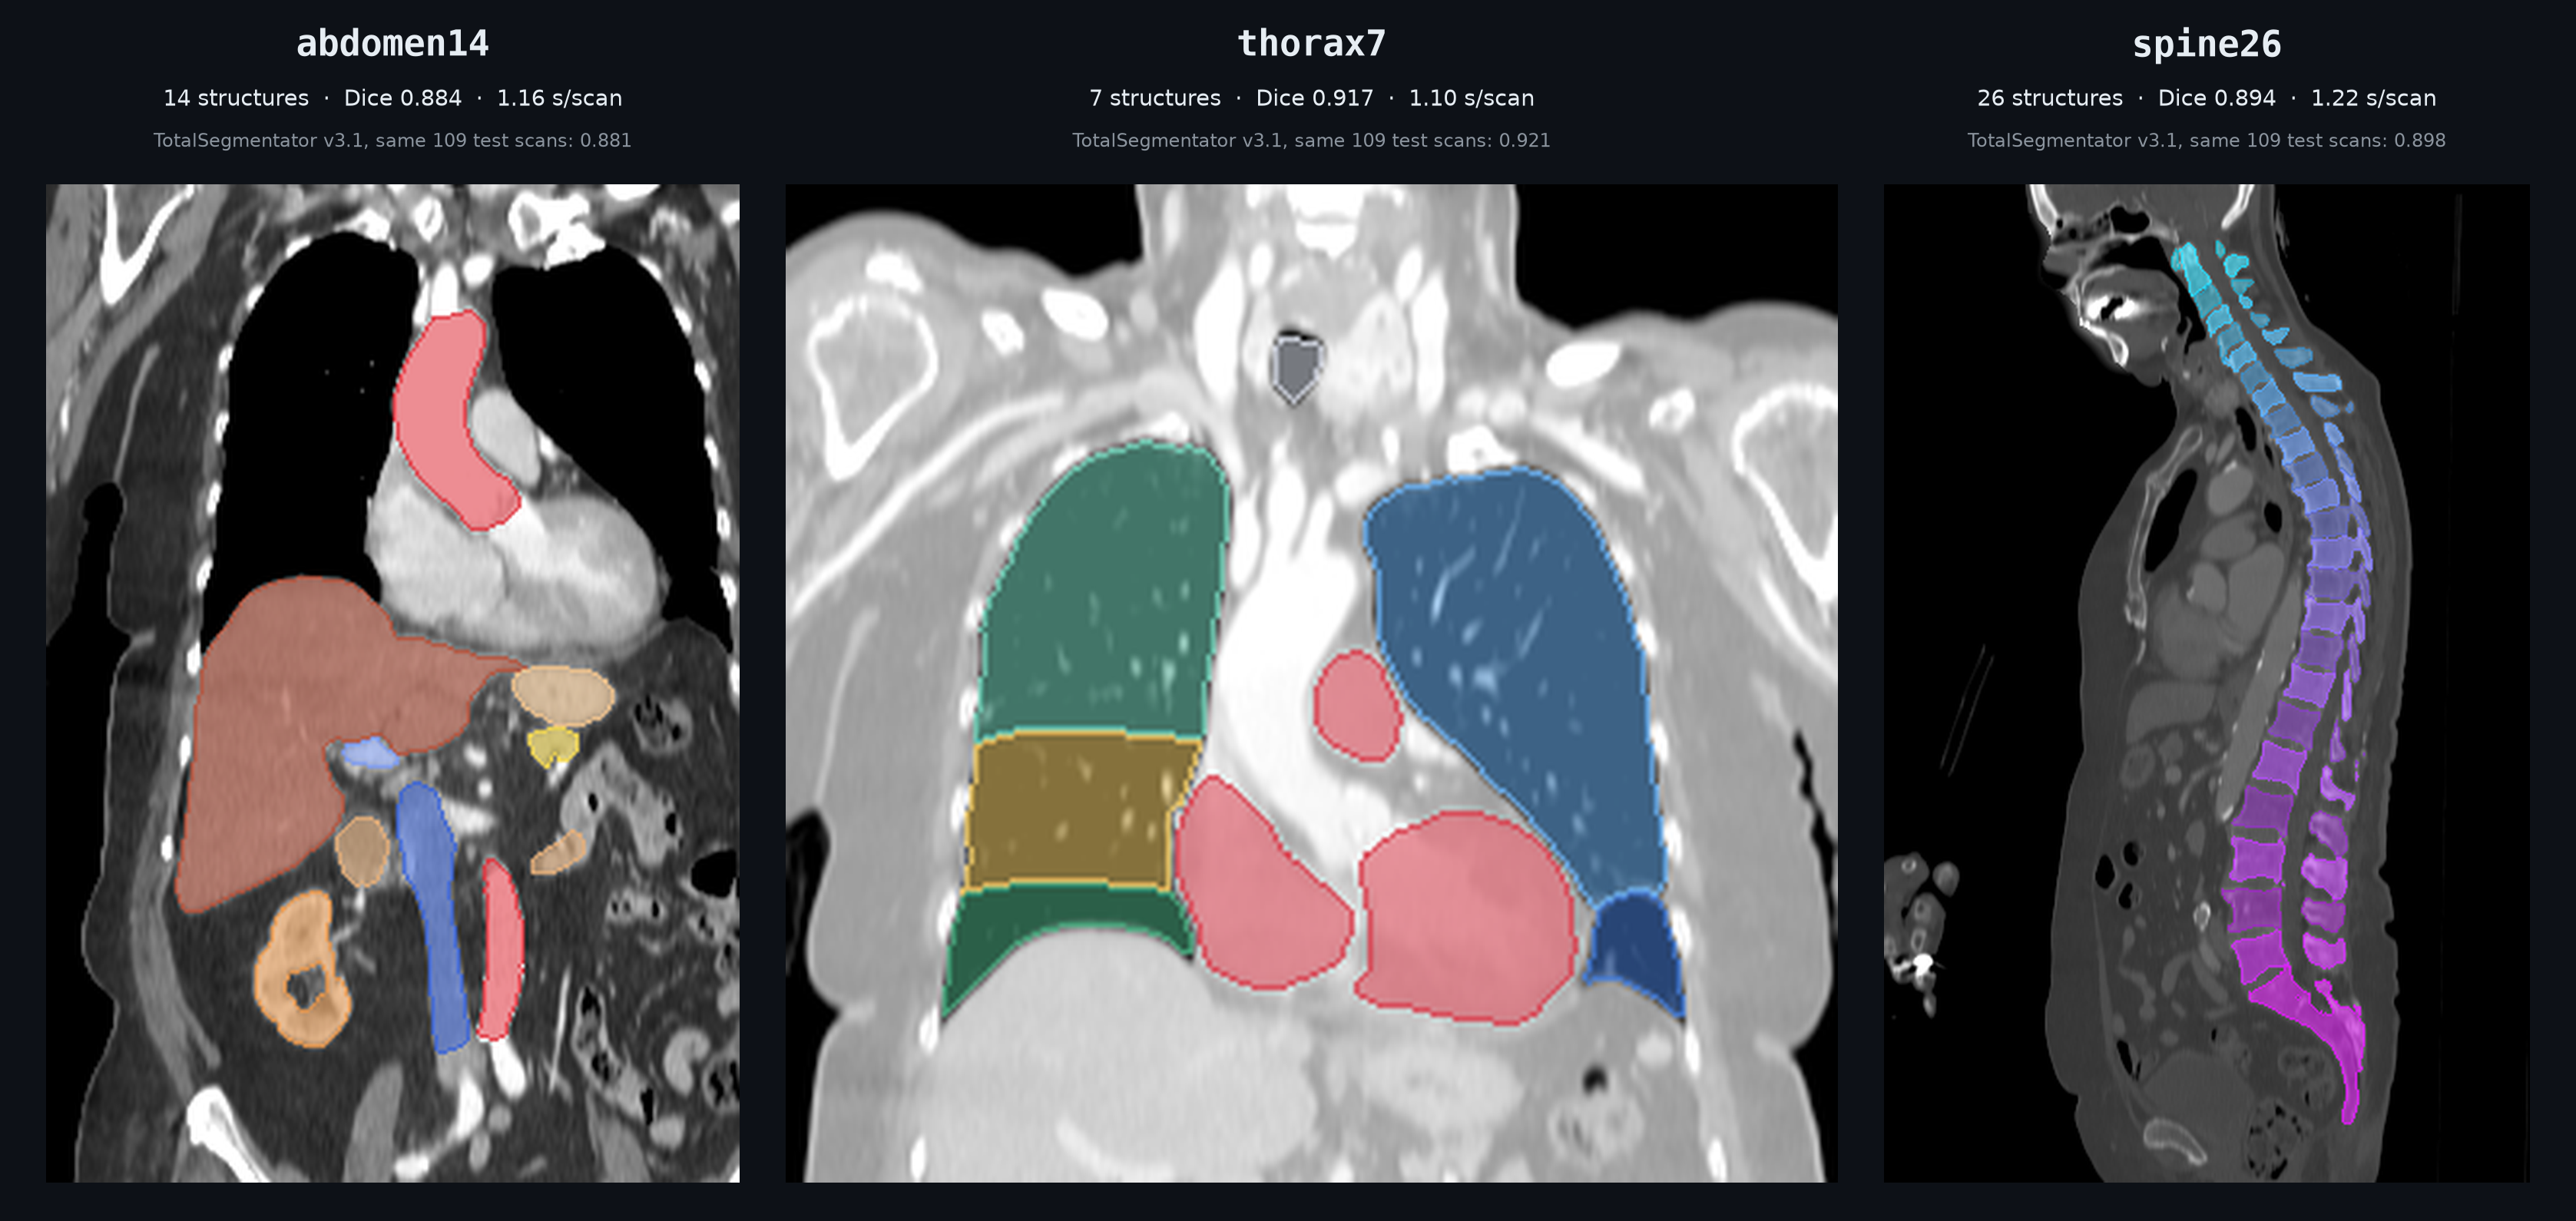 abdomen14
14 structures · Dice 0.884 · 1.16 s/scan
TotalSegmentator v3.1, same 109 test scans: 0.881
thorax7
7 structures · Dice 0.917 · 1.10 s/scan
TotalSegmentator v3.1, same 109 test scans: 0.921
spine26
26 structures · Dice 0.894 · 1.22 s/scan
TotalSegmentator v3.1, same 109 test scans: 0.898